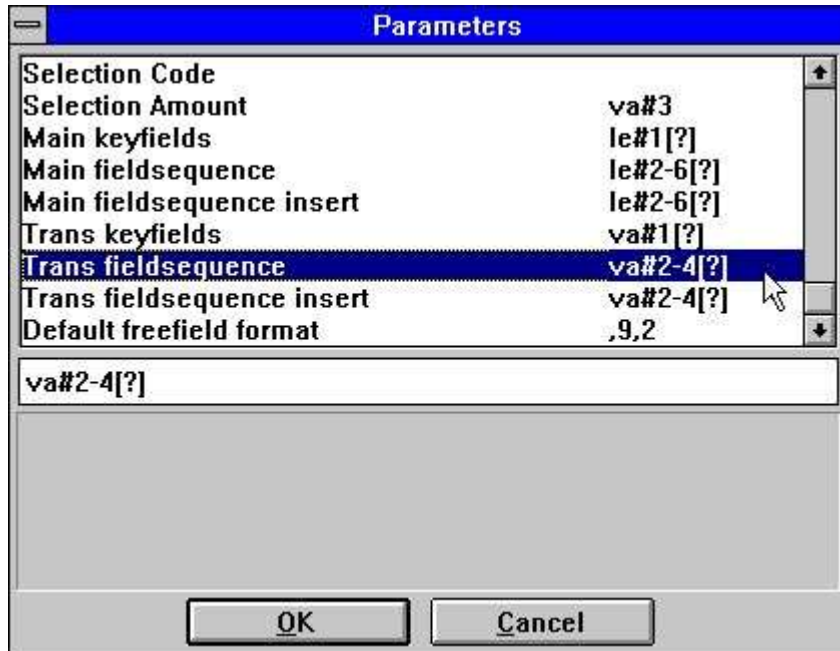 Parameters
Selection Code
Selection Amount va#3
Main keyfields le#1[?]
Main fieldsequence le#2-6[?]
Main fieldsequence insert le#2-6[?]
Trans keyfields va#1[?]
Trans fieldsequence va#2-4[?]
Trans fieldsequence insert va#2-4[?]
Default freefield format ,9,2
va#2-4[?]
OK Cancel